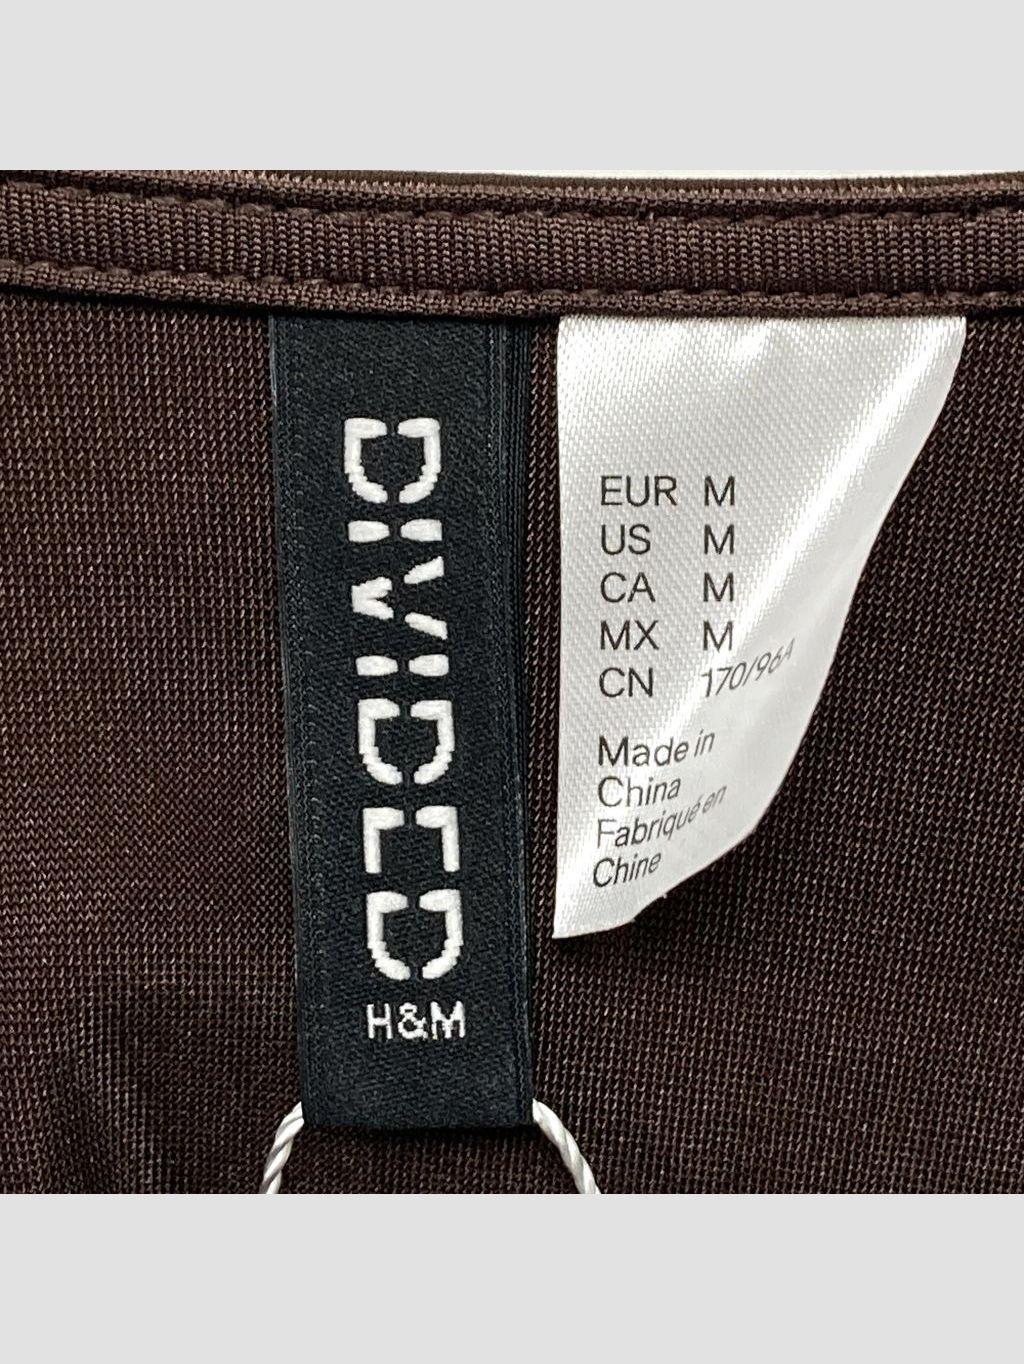 DIVIDED
H&M
EUR M
US M
CA M
MX M
CN 170/96A
Made in
China
Fabriqué en
Chine